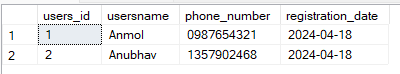 users_id usersname phone_number registration_date
1 1 Anmol 0987654321 2024-04-18
2 2 Anubhav 1357902468 2024-04-18